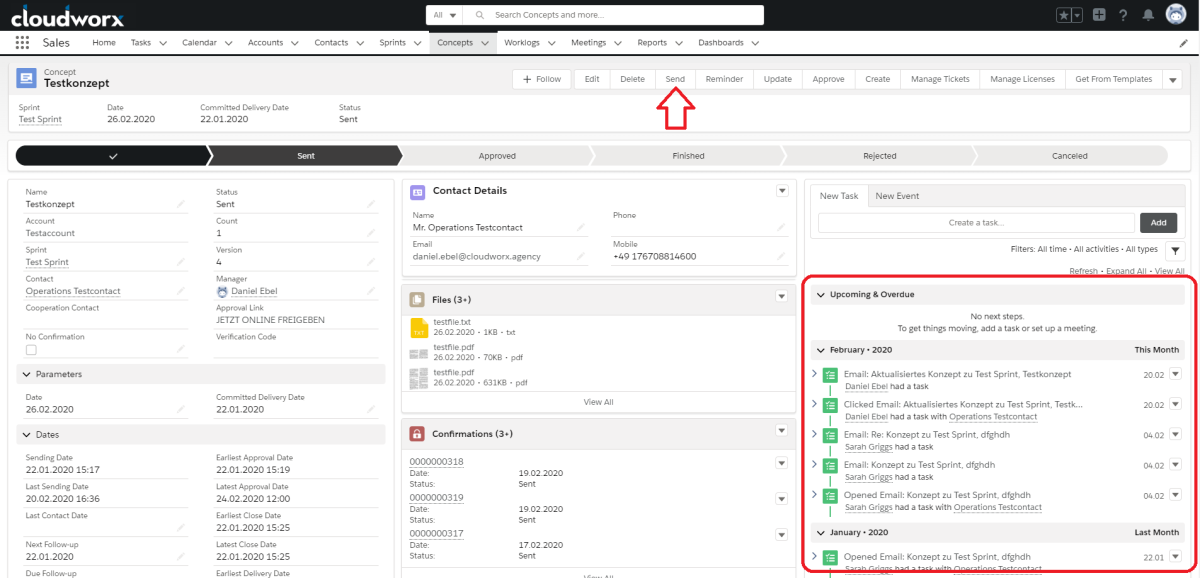 cloudworx
All
Search Concepts and more...
Sales
Home
Tasks
Calendar
Accounts
Contacts
Sprints
Concepts
Worklogs
Meetings
Reports
Dashboards
Concept
Testkonzept
Follow
Edit
Delete
Send
Reminder
Update
Approve
Create
Manage Tickets
Manage Licenses
Get From Templates
Sprint
Date
Committed Delivery Date
Status
Test Sprint
26.02.2020
22.01.2020
Sent
Sent
Approved
Finished
Rejected
Canceled
Name
Status
Testkonzept
Sent
Account
Count
Testaccount
1
Sprint
Version
Test Sprint
4
Contact
Manager
Operations Testcontact
Daniel Ebel
Cooperation Contact
Approval Link
JETZT ONLINE FREIGEBEN
No Confirmation
Verification Code
Parameters
Date
Committed Delivery Date
26.02.2020
22.01.2020
Dates
Sending Date
Earliest Approval Date
22.01.2020 15:17
22.01.2020 15:19
Last Sending Date
Latest Approval Date
20.02.2020 16:36
24.02.2020 12:00
Last Contact Date
Earliest Close Date
22.01.2020 15:25
Next Follow-up
Latest Close Date
22.01.2020
22.01.2020 15:25
Due Follow-up
Earliest Delivery Date
Contact Details
Name
Phone
Mr. Operations Testcontact
Email
Mobile
daniel.ebel@cloudworx.agency
+49 176708814600
Files (3+)
testfile.txt
26.02.2020 • 1KB • txt
testfile.pdf
26.02.2020 • 70KB • pdf
testfile.pdf
26.02.2020 • 631KB • pdf
View All
Confirmations (3+)
0000000318
Date: 19.02.2020
Status: Sent
0000000319
Date: 19.02.2020
Status: Sent
0000000317
Date: 17.02.2020
Status: Sent
View All
New Task
New Event
Create a task...
Add
Filters: All time • All activities • All types
Refresh • Expand All • View All
Upcoming & Overdue
No next steps.
To get things moving, add a task or set up a meeting.
February • 2020
This Month
Email: Aktualisiertes Konzept zu Test Sprint, Testkonzept
20.02
Daniel Ebel had a task
Clicked Email: Aktualisiertes Konzept zu Test Sprint, Testk...
20.02
Daniel Ebel had a task with Operations Testcontact
Email: Re: Konzept zu Test Sprint, dfghdh
04.02
Sarah Griggs had a task
Email: Konzept zu Test Sprint, dfghdh
04.02
Sarah Griggs had a task
Opened Email: Konzept zu Test Sprint, dfghdh
04.02
Sarah Griggs had a task with Operations Testcontact
January • 2020
Last Month
Opened Email: Konzept zu Test Sprint, dfghdh
22.01
Sarah Griggs had a task with Operations Testcontact